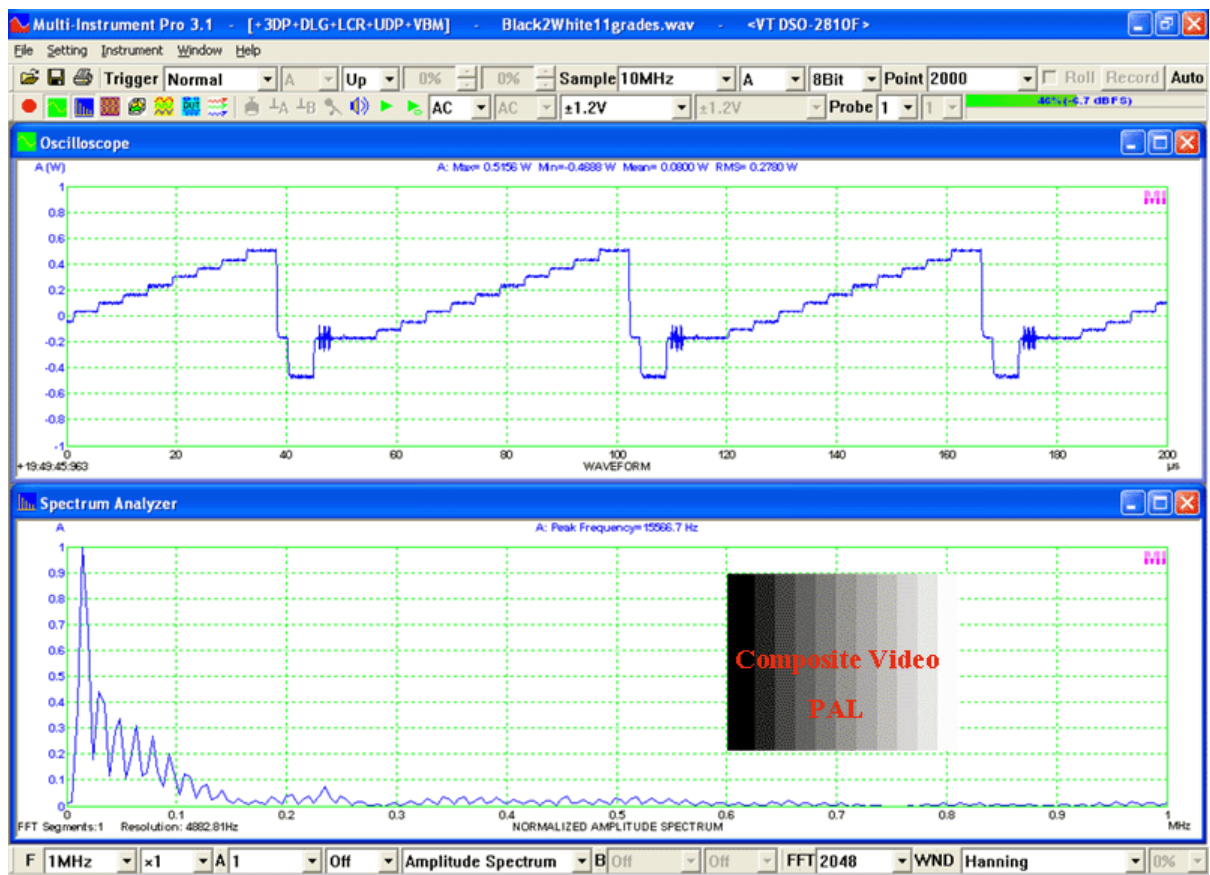 Multi-Instrument Pro 3.1 - [+3DP+DLG+LCR+UDP+VBM] - Black2White11grades.wav - <VT DSO-2810F>
File Setting Instrument Window Help
Trigger Normal A Up 0% 0% Sample 10MHz A 8Bit Point 2000 Roll Record Auto
A B AC AC ±1.2V ±1.2V Probe 1 1 46%(-6.7 dBFS)
Oscilloscope
A (W) A: Max= 0.5156 W Min=-0.4688 W Mean= 0.0800 W RMS= 0.2780 W
MI
1
0.8
0.6
0.4
0.2
0
-0.2
-0.4
-0.6
-0.8
-1
0 20 40 60 80 100 120 140 160 180 200
+19:49:45:963 WAVEFORM µs
Spectrum Analyzer
A A: Peak Frequency=15566.7 Hz
MI
1
0.9
0.8
0.7
0.6
0.5
0.4
0.3
0.2
0.1
0
Composite Video
PAL
0 0.1 0.2 0.3 0.4 0.5 0.6 0.7 0.8 0.9 1
FFT Segments:1 Resolution: 4882.81Hz NORMALIZED AMPLITUDE SPECTRUM MHz
F 1MHz ×1 A 1 Off Amplitude Spectrum B Off Off FFT 2048 WND Hanning 0%